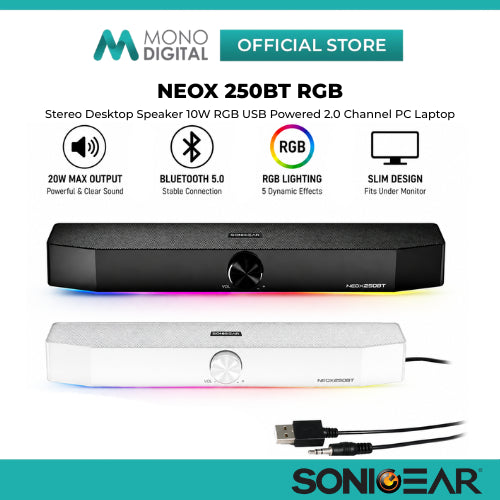 MONO
DIGITAL
OFFICIAL STORE
NEOX 250BT RGB
Stereo Desktop Speaker 10W RGB USB Powered 2.0 Channel PC Laptop
RGB
20W MAX OUTPUT
Powerful & Clear Sound
BLUETOOTH 5.0
Stable Connection
RGB LIGHTING
5 Dynamic Effects
SLIM DESIGN
Fits Under Monitor
SONICGEAR
VOL
NEOX250BT
SONICGEAR
VOL
NEOX250BT
SONICGEAR